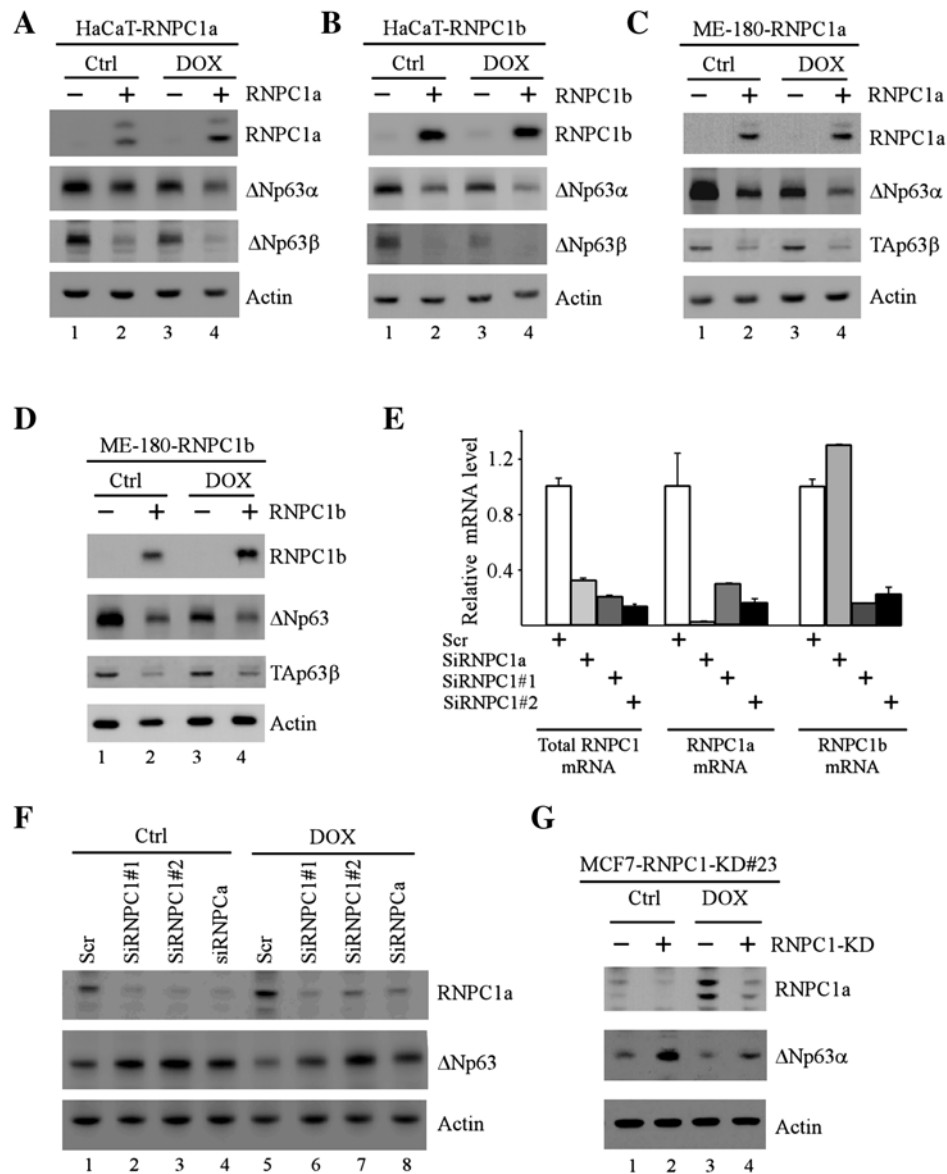 A
HaCaT-RNPC1a
Ctrl DOX
− + − + RNPC1a
RNPC1a
ΔNp63α
ΔNp63β
Actin
1 2 3 4
B
HaCaT-RNPC1b
Ctrl DOX
− + − + RNPC1b
RNPC1b
ΔNp63α
ΔNp63β
Actin
1 2 3 4
C
ME-180-RNPC1a
Ctrl DOX
− + − + RNPC1a
RNPC1a
ΔNp63α
TAp63β
Actin
1 2 3 4
D
ME-180-RNPC1b
Ctrl DOX
− + − + RNPC1b
RNPC1b
ΔNp63
TAp63β
Actin
1 2 3 4
E
Relative mRNA level
1.2
0.8
0.4
Scr + + +
SiRNPC1a + + +
SiRNPC1#1 + + +
SiRNPC1#2 + + +
Total RNPC1 mRNA
RNPC1a mRNA
RNPC1b mRNA
F
Ctrl DOX
Scr SiRNPC1#1 SiRNPC1#2 siRNPCa Scr SiRNPC1#1 SiRNPC1#2 SiRNPCa
RNPC1a
ΔNp63
Actin
1 2 3 4 5 6 7 8
G
MCF7-RNPC1-KD#23
Ctrl DOX
− + − + RNPC1-KD
RNPC1a
ΔNp63α
Actin
1 2 3 4